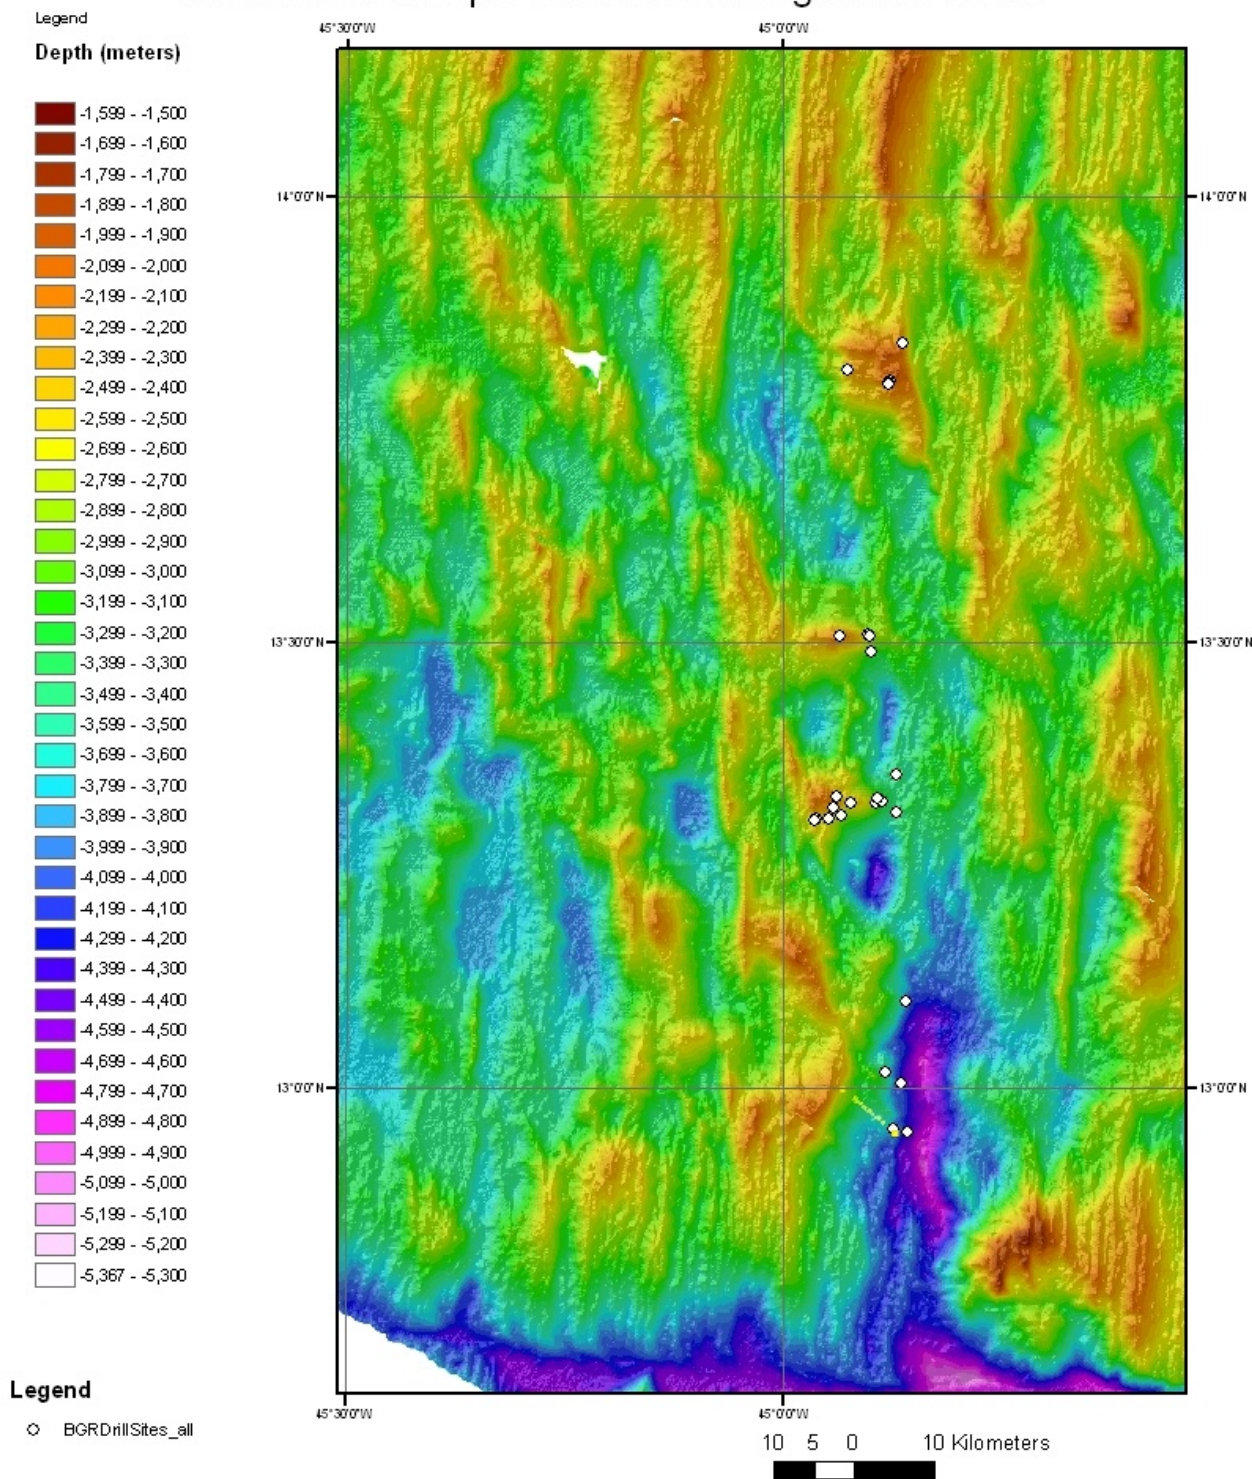 Legend
Depth (meters)
-1,599 - -1,500
-1,699 - -1,600
-1,799 - -1,700
-1,899 - -1,800
-1,999 - -1,900
-2,099 - -2,000
-2,199 - -2,100
-2,299 - -2,200
-2,399 - -2,300
-2,499 - -2,400
-2,599 - -2,500
-2,699 - -2,600
-2,799 - -2,700
-2,899 - -2,800
-2,999 - -2,900
-3,099 - -3,000
-3,199 - -3,100
-3,299 - -3,200
-3,399 - -3,300
-3,499 - -3,400
-3,599 - -3,500
-3,699 - -3,600
-3,799 - -3,700
-3,899 - -3,800
-3,999 - -3,900
-4,099 - -4,000
-4,199 - -4,100
-4,299 - -4,200
-4,399 - -4,300
-4,499 - -4,400
-4,599 - -4,500
-4,699 - -4,600
-4,799 - -4,700
-4,899 - -4,800
-4,999 - -4,900
-5,099 - -5,000
-5,199 - -5,100
-5,299 - -5,200
-5,367 - -5,300
Legend
BGRDrillSites_all
45°30'0"W 45°0'0"W
14°0'0"N 14°0'0"N
13°30'0"N 13°30'0"N
13°0'0"N 13°0'0"N
45°30'0"W 45°0'0"W
10 5 0 10 Kilometers